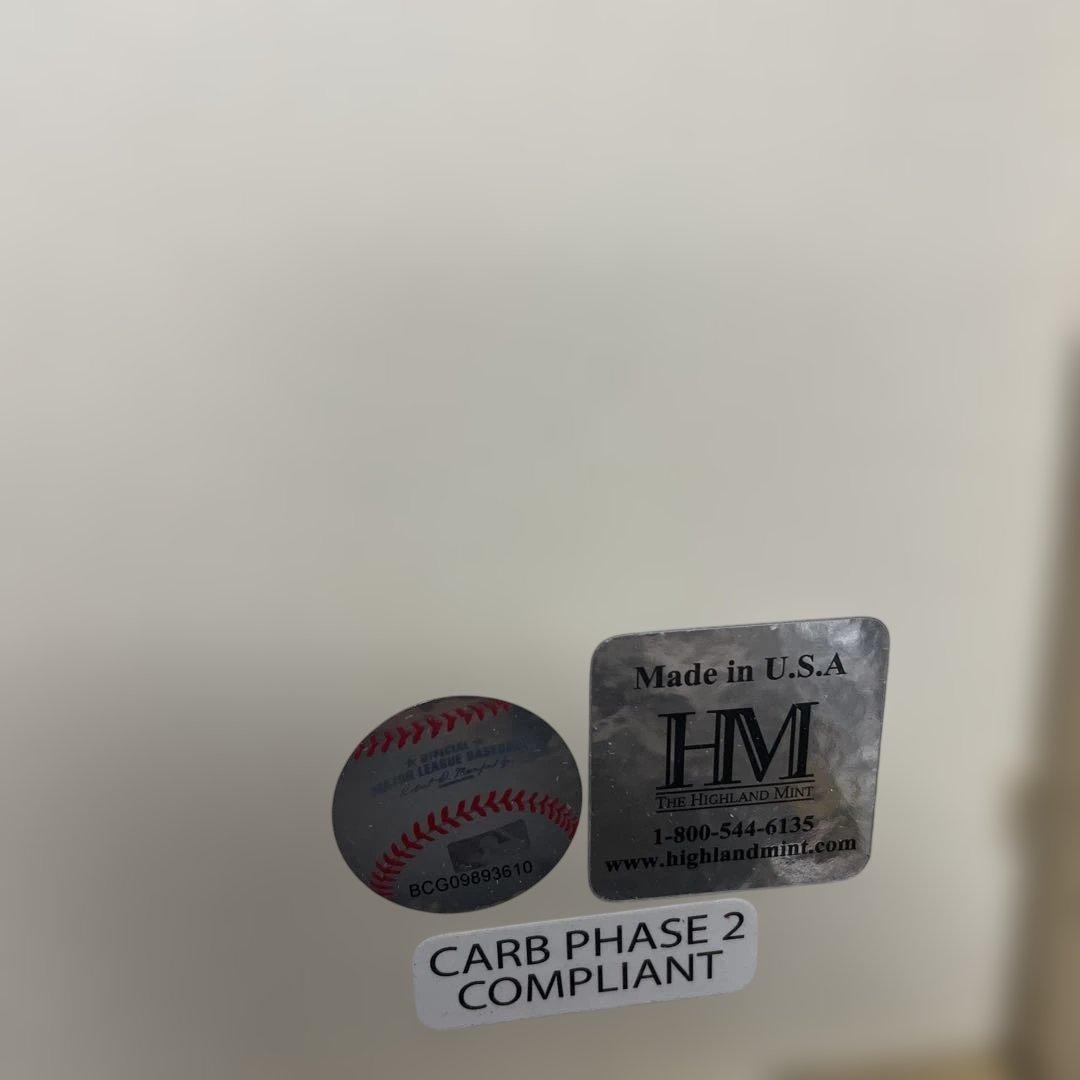 OFFICIAL
MAJOR LEAGUE BASEBALL
BCG09893610
Made in U.S.A
HM
THE HIGHLAND MINT
1-800-544-6135
www.highlandmint.com
CARB PHASE 2
COMPLIANT